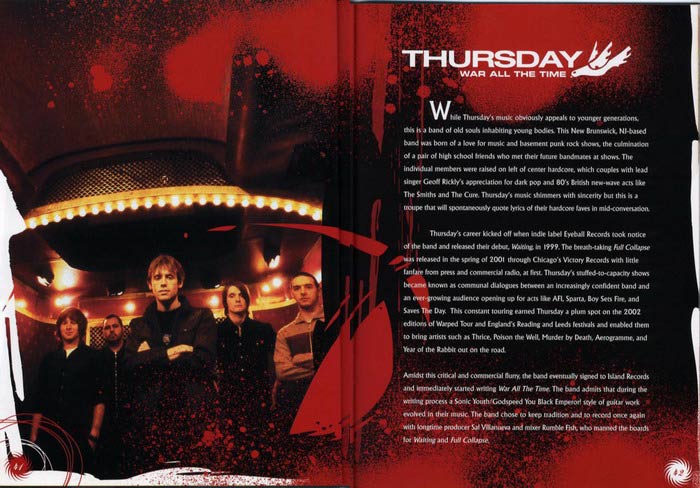 THURSDAY
WAR ALL THE TIME
While Thursday's music obviously appeals to younger generations,
this is a band of old souls inhabiting young bodies. This New Brunswick, NJ-based
band was born of a love for music and basement punk rock shows, the culmination
of a pair of high school friends who met their future bandmates at shows. The
individual members were raised on left of center hardcore, which couples with lead
singer Geoff Rickly's appreciation for dark pop and 80's British new-wave acts like
The Smiths and The Cure. Thursday's music shimmers with sincerity but this is a
troupe that will spontaneously quote lyrics of their hardcore faves in mid-conversation.
Thursday's career kicked off when indie label Eyeball Records took notice
of the band and released their debut, Waiting, in 1999. The breath-taking Full Collapse
was released in the spring of 2001 through Chicago's Victory Records with little
fanfare from press and commercial radio, at first. Thursday's stuffed-to-capacity shows
became known as communal dialogues between an increasingly confident band and
an ever-growing audience opening up for acts like AFI, Sparta, Boy Sets Fire, and
Saves The Day. This constant touring earned Thursday a plum spot on the 2002
editions of Warped Tour and England's Reading and Leeds festivals and enabled them
to bring artists such as Thrice, Poison the Well, Murder by Death, Aerogramme, and
Year of the Rabbit out on the road.
Amidst this critical and commercial flurry, the band eventually signed to Island Records
and immediately started writing War All The Time. The band admits that during the
writing process a Sonic Youth/Godspeed You Black Emperor! style of guitar work
evolved in their music. The band chose to keep tradition and to record once again
with longtime producer Sal Villanueva and mixer Rumble Fish, who manned the boards
for Waiting and Full Collapse.
41
42